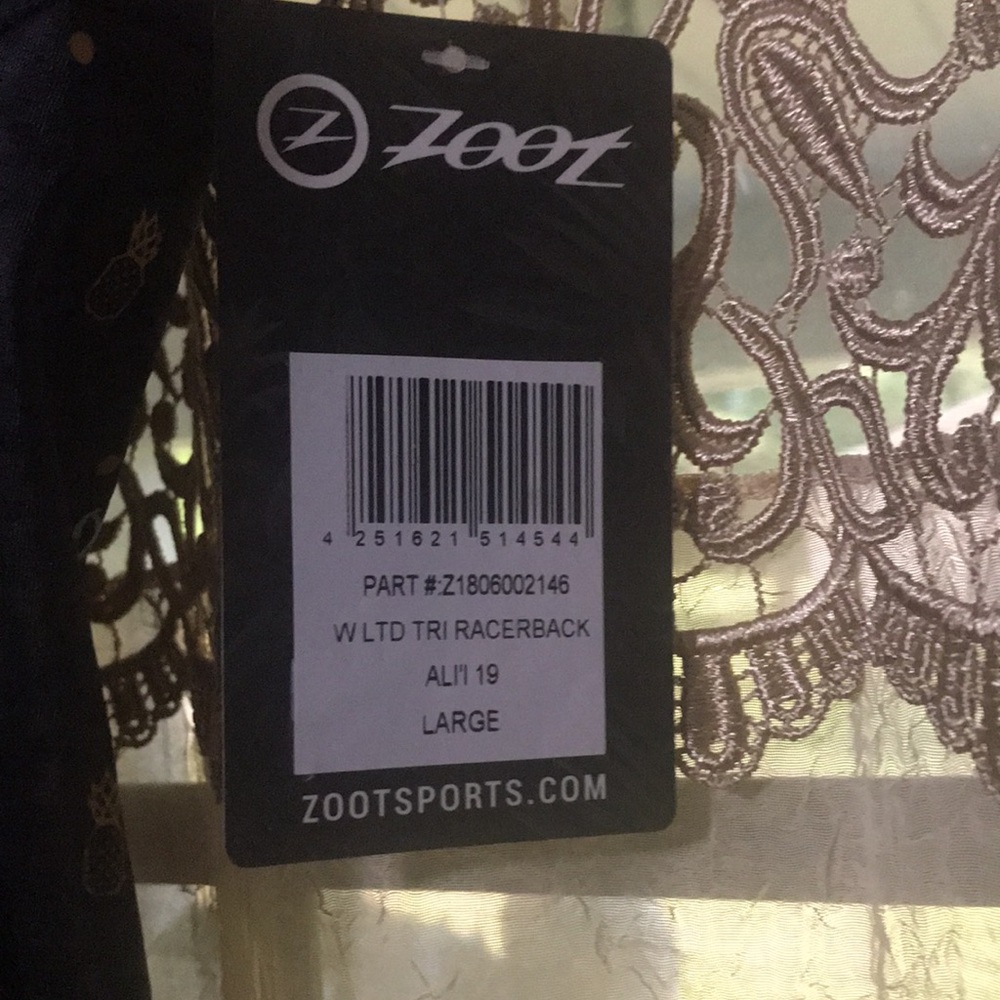 Z ZOOT
4 251621 514544
PART #:Z1806002146
W LTD TRI RACERBACK
ALI'I 19
LARGE
ZOOTSPORTS.COM